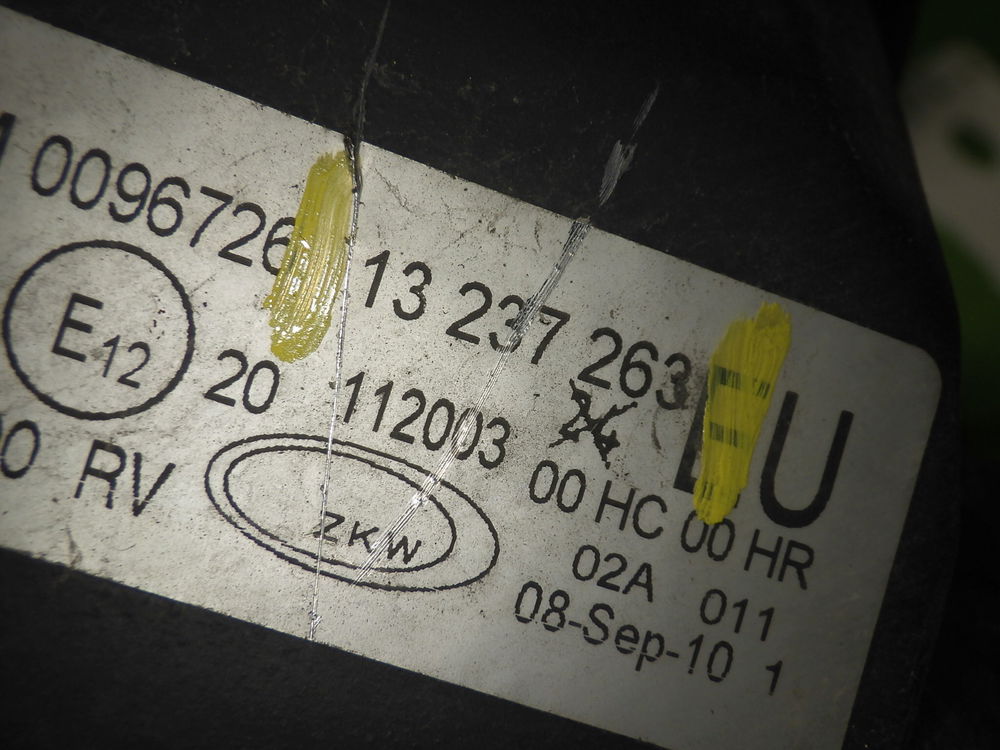 0096726 13 237 263 U
E12 20 112003
00 HC 00 HR
RV ZKW
02A 011
08-Sep-10 1